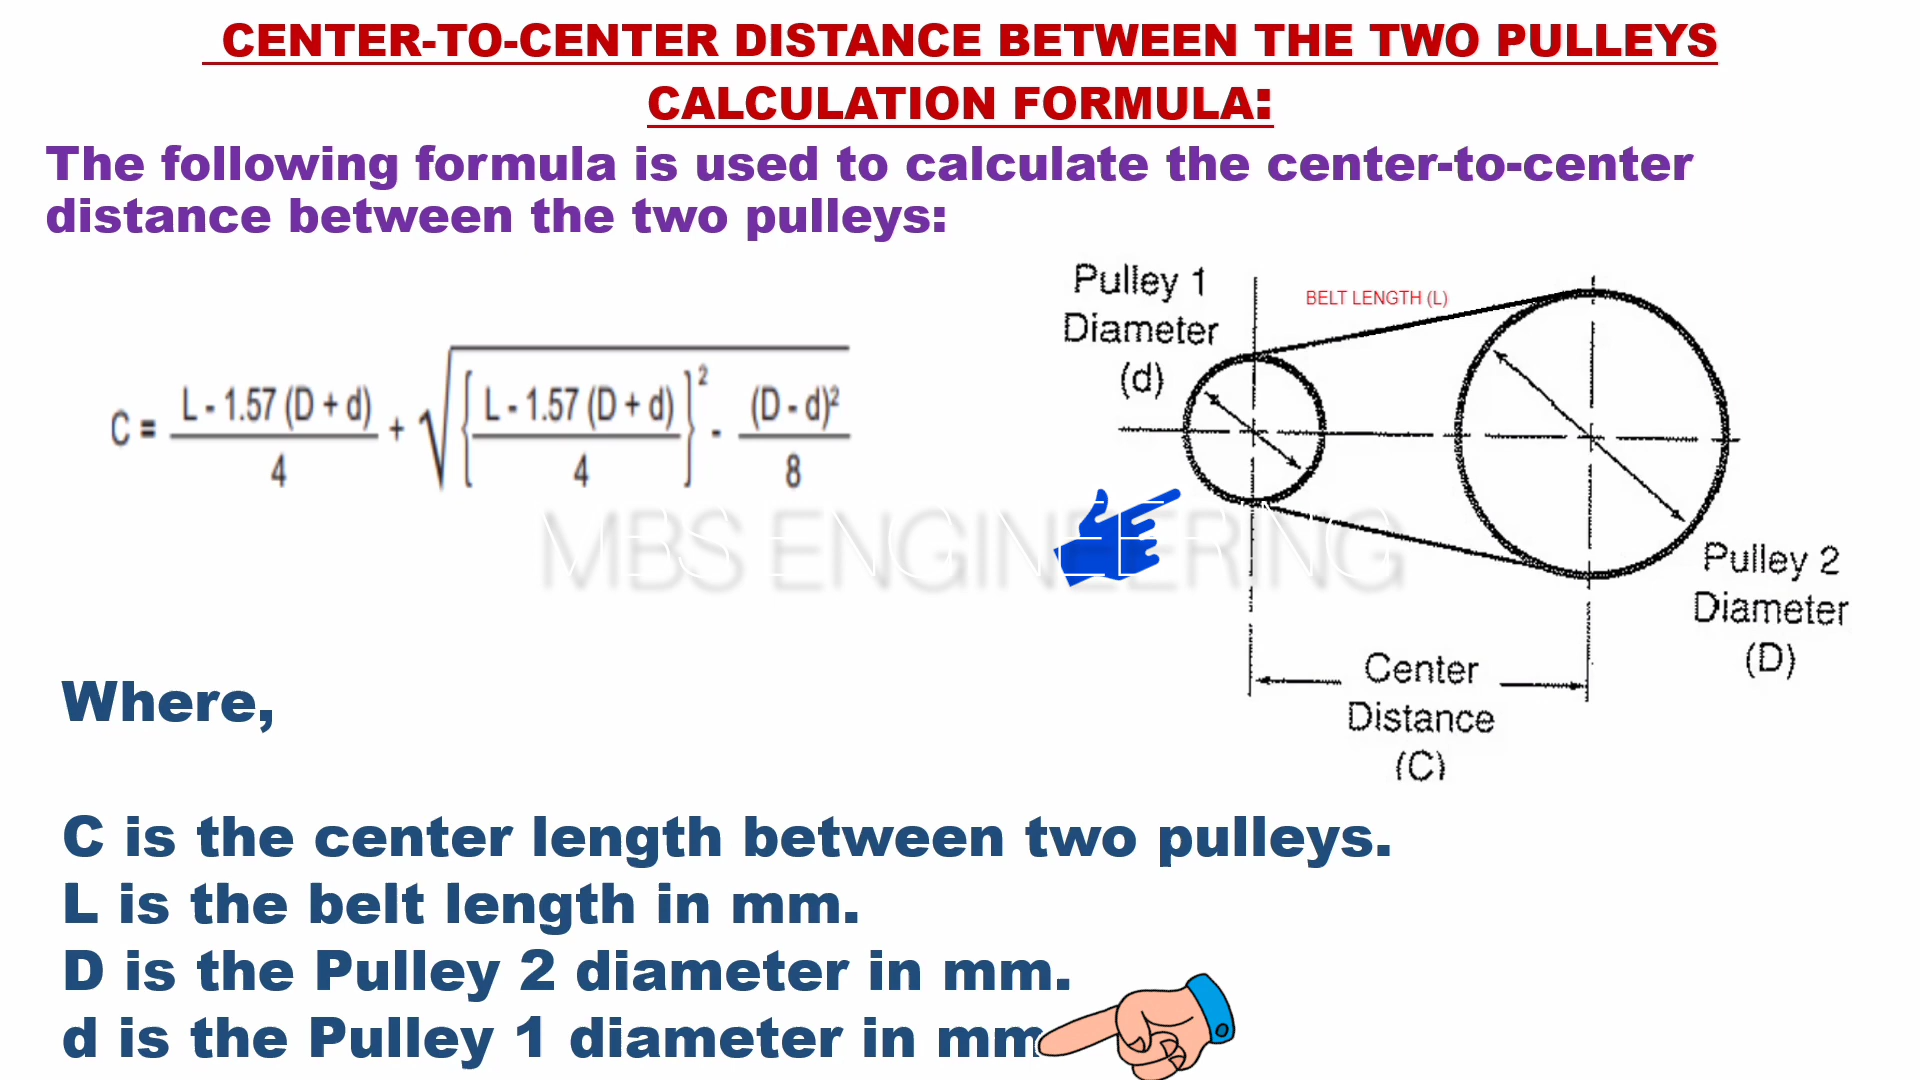 CENTER-TO-CENTER DISTANCE BETWEEN THE TWO PULLEYS
CALCULATION FORMULA:
The following formula is used to calculate the center-to-center
distance between the two pulleys:
C = (L - 1.57 (D + d))/4 + √({(L - 1.57 (D + d))/4}² - (D - d)²/8)
Pulley 1
Diameter
(d)
BELT LENGTH (L)
MBS ENGINEERING
Pulley 2
Diameter
(D)
Center
Distance
(C)
Where,
C is the center length between two pulleys.
L is the belt length in mm.
D is the Pulley 2 diameter in mm.
d is the Pulley 1 diameter in mm